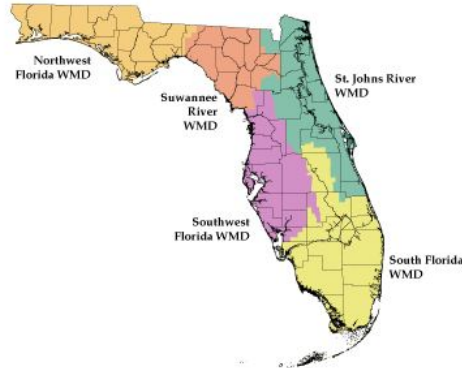 Northwest
Florida WMD
St. Johns River
WMD
Suwannee
River
WMD
Southwest
Florida WMD
South Florida
WMD